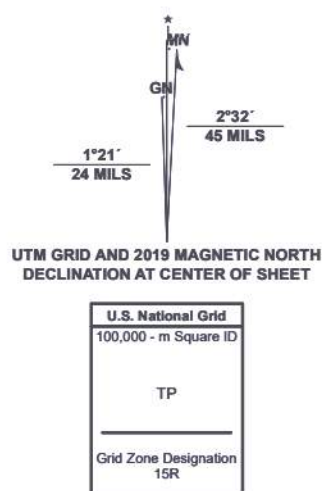 MN
GN
2°32´
45 MILS
1°21´
24 MILS
UTM GRID AND 2019 MAGNETIC NORTH
DECLINATION AT CENTER OF SHEET
U.S. National Grid
100,000 - m Square ID
TP
Grid Zone Designation
15R